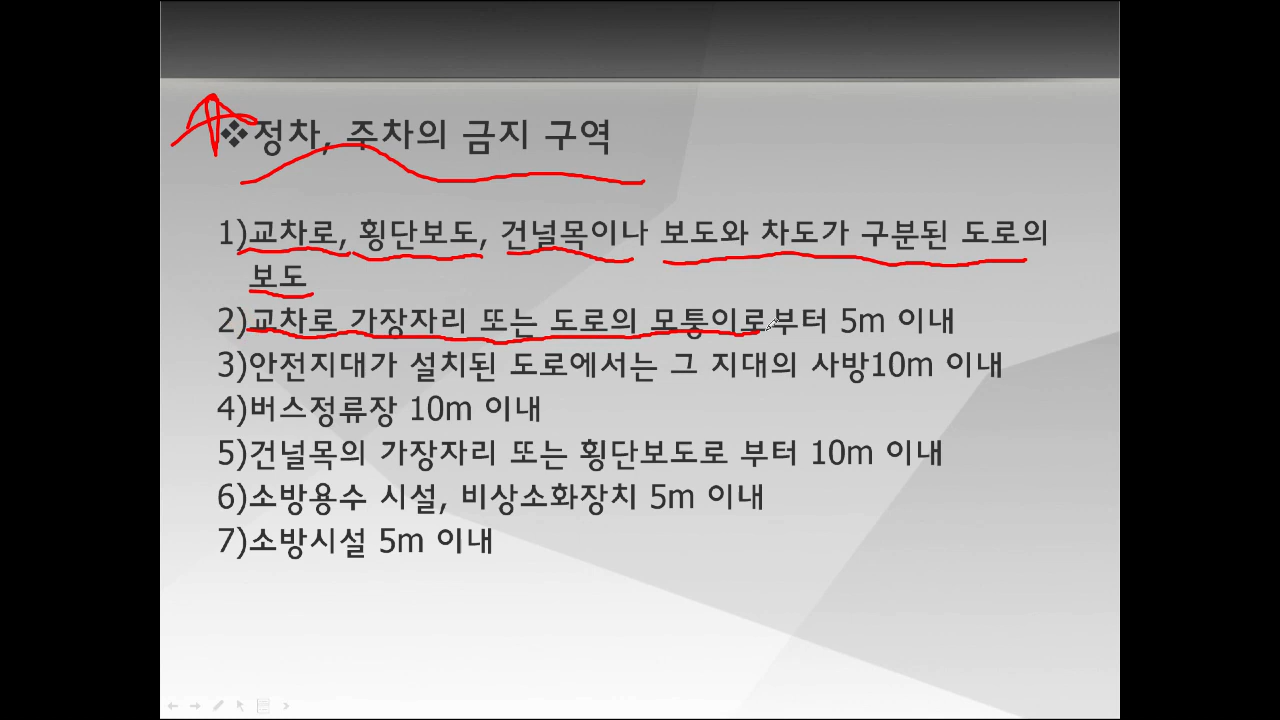 ❖정차, 주차의 금지 구역
1)교차로, 횡단보도, 건널목이나 보도와 차도가 구분된 도로의
보도
2)교차로 가장자리 또는 도로의 모퉁이로부터 5m 이내
3)안전지대가 설치된 도로에서는 그 지대의 사방10m 이내
4)버스정류장 10m 이내
5)건널목의 가장자리 또는 횡단보도로 부터 10m 이내
6)소방용수 시설, 비상소화장치 5m 이내
7)소방시설 5m 이내